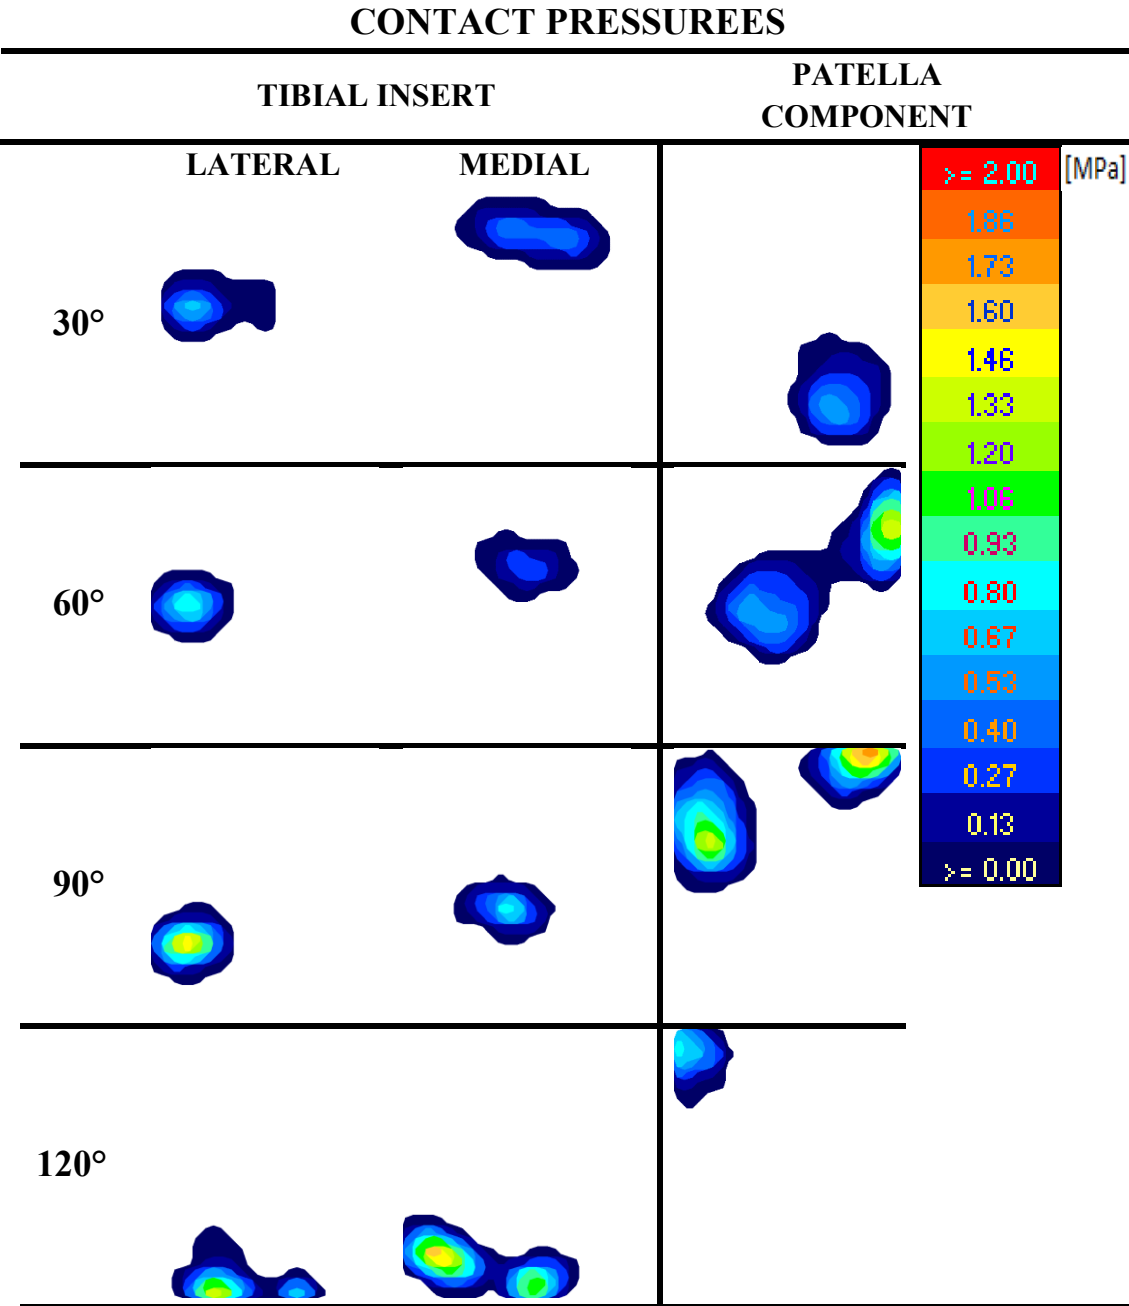 CONTACT PRESSUREES
TIBIAL INSERT
PATELLA
COMPONENT
LATERAL
MEDIAL
>= 2.00
[MPa]
1.86
1.73
1.60
1.46
1.33
1.20
1.06
0.93
0.80
0.67
0.53
0.40
0.27
0.13
>= 0.00
30°
60°
90°
120°